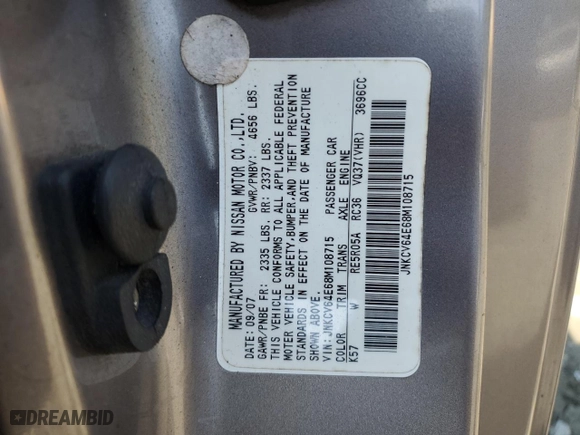 MANUFACTURED BY NISSAN MOTOR CO.,LTD.
DATE: 09/07 GVWR/PNBV: 4656 LBS.
GAWR/PNBE FR: 2335 LBS. RR: 2337 LBS.
THIS VEHICLE CONFORMS TO ALL APPLICABLE FEDERAL
MOTOR VEHICLE SAFETY,BUMPER,AND THEFT PREVENTION
STANDARDS IN EFFECT ON THE DATE OF MANUFACTURE
SHOWN ABOVE.
VIN: JNKCV64E68M108715 PASSENGER CAR
COLOR TRIM TRANS AXLE ENGINE
K57 W RE5R05A RC36 VQ37(VHR) 3696CC
JNKCV64E68M108715
DREAMBID